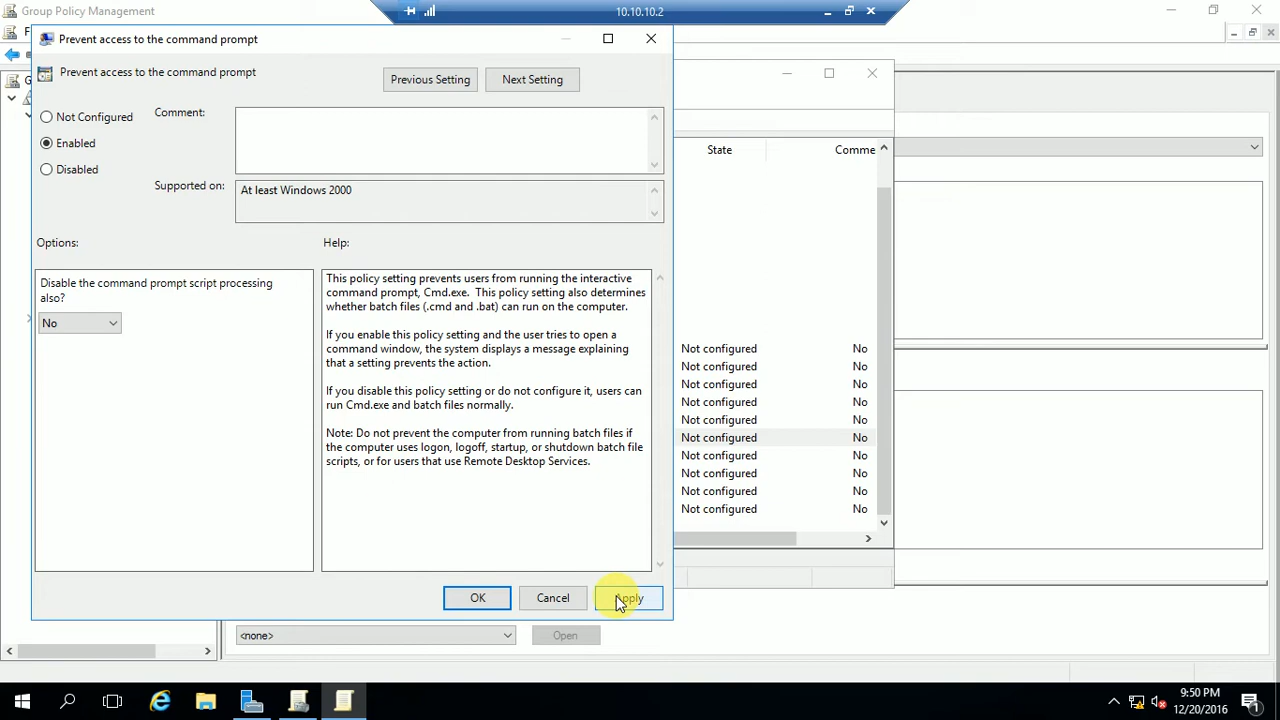 Group Policy Management
10.10.10.2
Prevent access to the command prompt
Prevent access to the command prompt
Previous Setting
Next Setting
Not Configured
Comment:
Enabled
Disabled
Supported on:
At least Windows 2000
Options:
Help:
Disable the command prompt script processing
also?
No
This policy setting prevents users from running the interactive
command prompt, Cmd.exe.  This policy setting also determines
whether batch files (.cmd and .bat) can run on the computer.
If you enable this policy setting and the user tries to open a
command window, the system displays a message explaining
that a setting prevents the action.
If you disable this policy setting or do not configure it, users can
run Cmd.exe and batch files normally.
Note: Do not prevent the computer from running batch files if
the computer uses logon, logoff, startup, or shutdown batch file
scripts, or for users that use Remote Desktop Services.
State Comme
Not configured No
Not configured No
Not configured No
Not configured No
Not configured No
Not configured No
Not configured No
Not configured No
Not configured No
Not configured No
OK
Cancel
Apply
<none>
Open
9:50 PM
12/20/2016
1